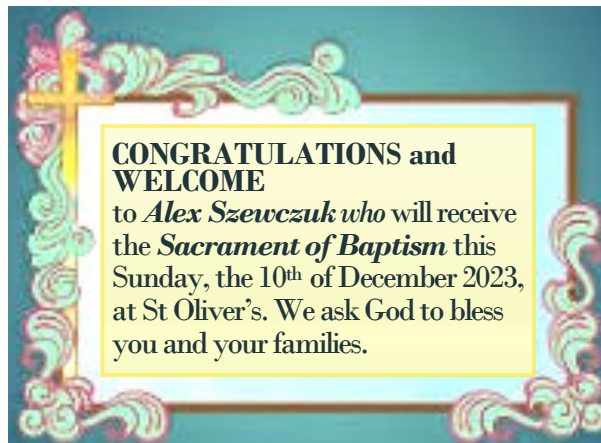 CONGRATULATIONS and
WELCOME
to Alex Szewczuk who will receive
the Sacrament of Baptism this
Sunday, the 10th of December 2023,
at St Oliver's. We ask God to bless
you and your families.